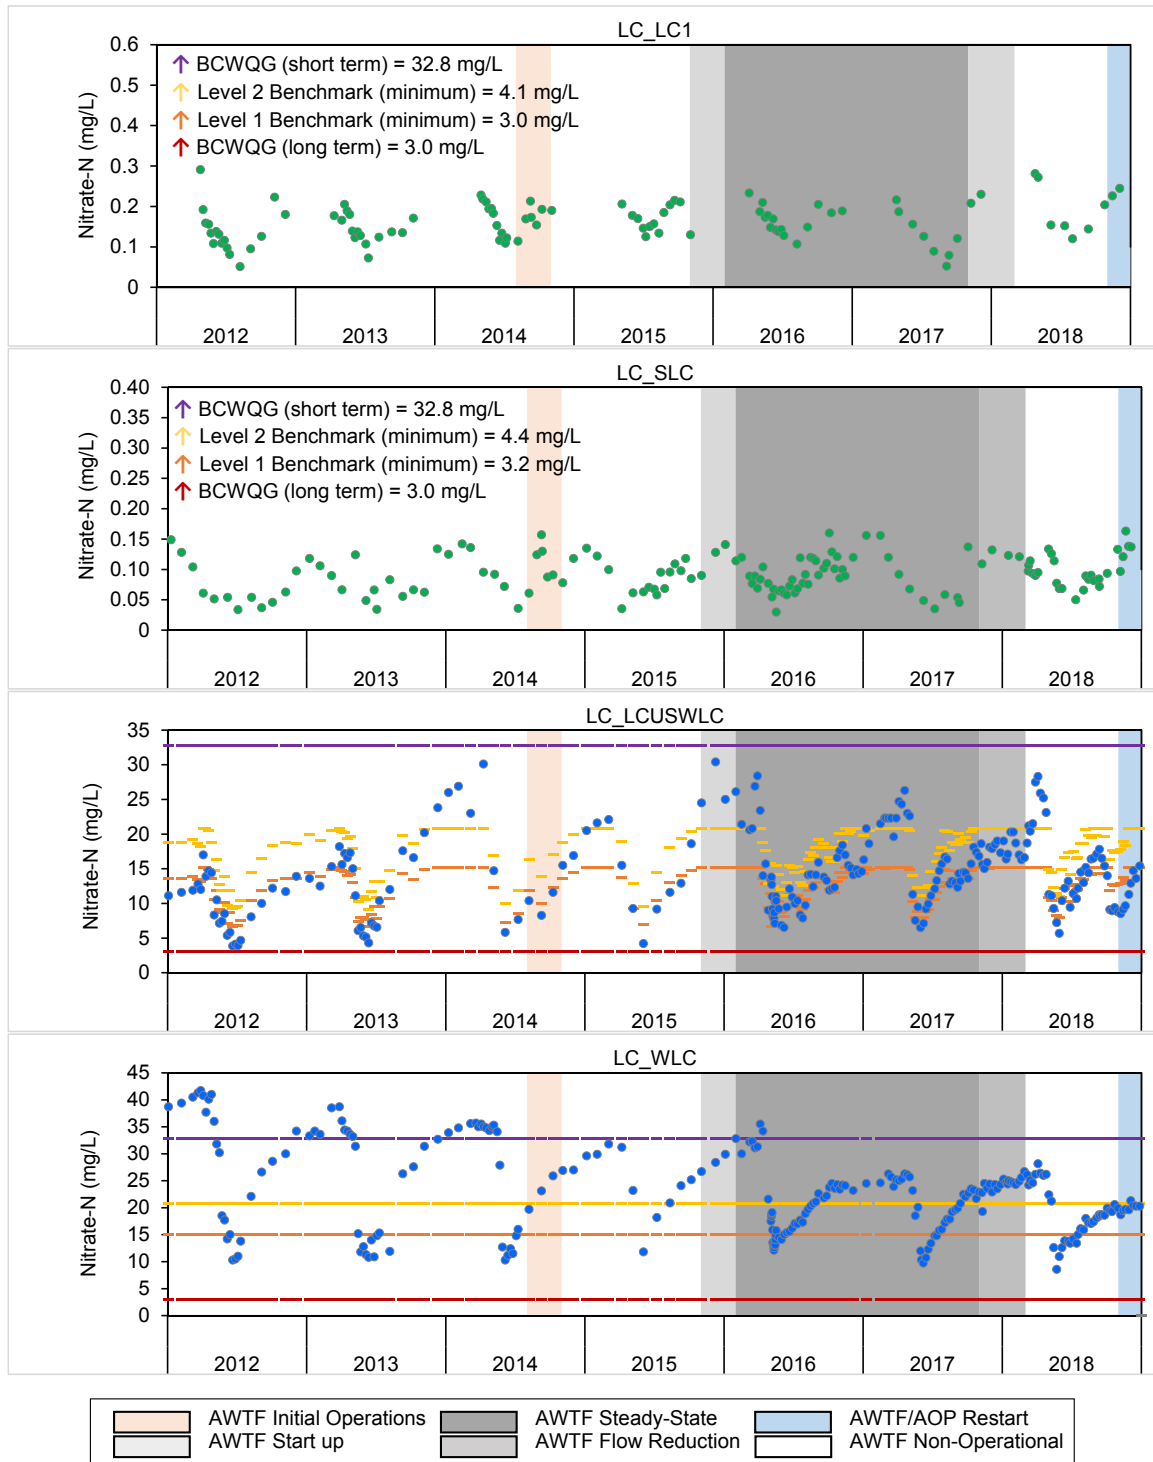 LC_LC1
0.6
0.5
0.4
0.3
0.2
0.1
0
Nitrate-N (mg/L)
↑ BCWQG (short term) = 32.8 mg/L
↑ Level 2 Benchmark (minimum) = 4.1 mg/L
↑ Level 1 Benchmark (minimum) = 3.0 mg/L
↑ BCWQG (long term) = 3.0 mg/L
2012 2013 2014 2015 2016 2017 2018
LC_SLC
0.40
0.35
0.30
0.25
0.20
0.15
0.10
0.05
0
Nitrate-N (mg/L)
↑ BCWQG (short term) = 32.8 mg/L
↑ Level 2 Benchmark (minimum) = 4.4 mg/L
↑ Level 1 Benchmark (minimum) = 3.2 mg/L
↑ BCWQG (long term) = 3.0 mg/L
2012 2013 2014 2015 2016 2017 2018
LC_LCUSWLC
35
30
25
20
15
10
5
0
Nitrate-N (mg/L)
2012 2013 2014 2015 2016 2017 2018
LC_WLC
45
40
35
30
25
20
15
10
5
0
Nitrate-N (mg/L)
2012 2013 2014 2015 2016 2017 2018
AWTF Initial Operations AWTF Steady-State AWTF/AOP Restart
AWTF Start up AWTF Flow Reduction AWTF Non-Operational